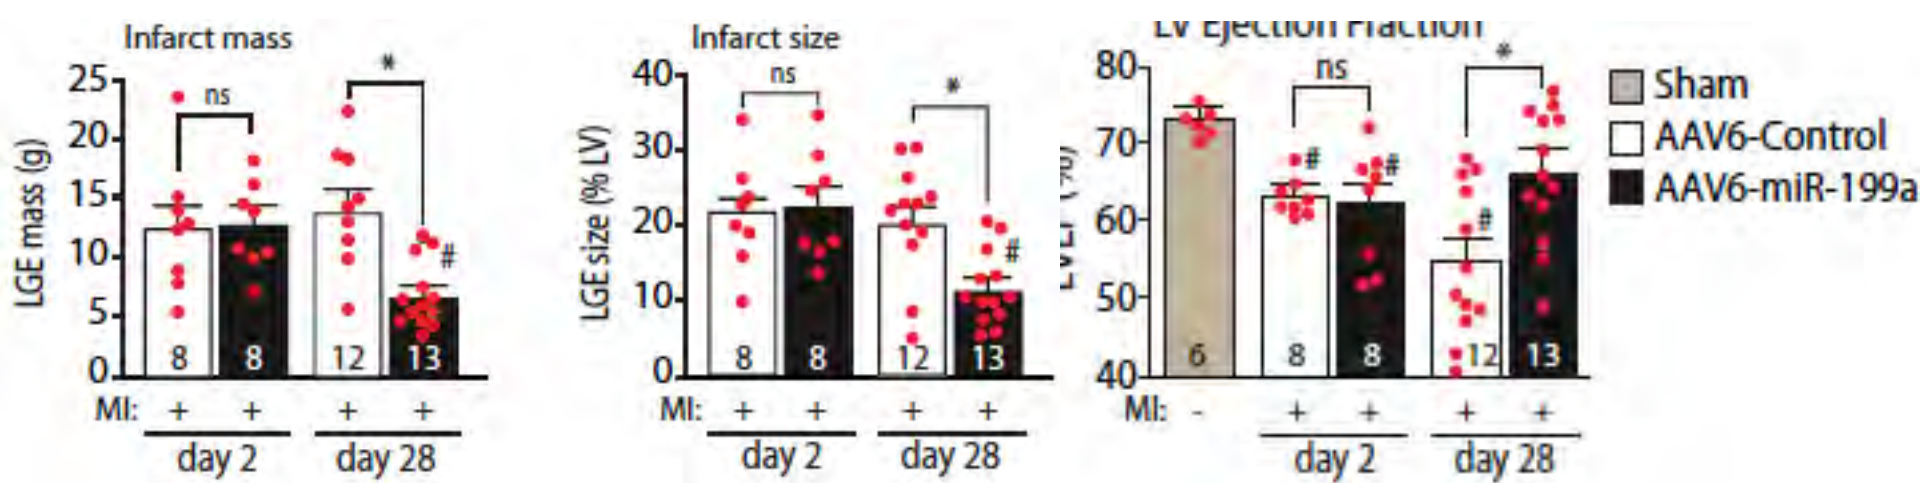 Infarct mass
LGE mass (g)
25
20
15
10
5
0
ns
*
#
8
8
12
13
MI: + + + +
day 2
day 28
Infarct size
LGE size (% LV)
40
30
20
10
0
ns
*
#
8
8
12
13
MI: + + + +
day 2
day 28
LV Ejection Fraction
80
70
60
50
40
ns
*
#
#
#
6
8
8
12
13
MI: - + + + +
day 2
day 28
Sham
AAV6-Control
AAV6-miR-199a